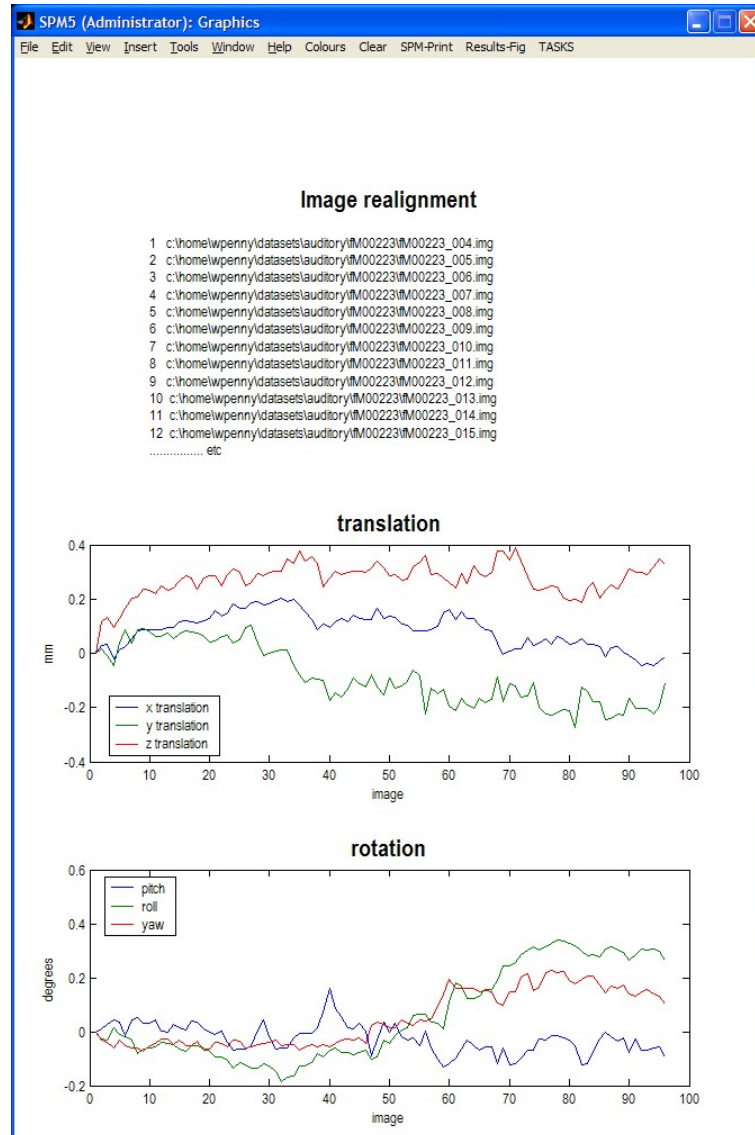 SPM5 (Administrator): Graphics
File Edit View Insert Tools Window Help Colours Clear SPM-Print Results-Fig TASKS
Image realignment
1 c:\home\wpenny\datasets\auditory\fM00223\fM00223_004.img
2 c:\home\wpenny\datasets\auditory\fM00223\fM00223_005.img
3 c:\home\wpenny\datasets\auditory\fM00223\fM00223_006.img
4 c:\home\wpenny\datasets\auditory\fM00223\fM00223_007.img
5 c:\home\wpenny\datasets\auditory\fM00223\fM00223_008.img
6 c:\home\wpenny\datasets\auditory\fM00223\fM00223_009.img
7 c:\home\wpenny\datasets\auditory\fM00223\fM00223_010.img
8 c:\home\wpenny\datasets\auditory\fM00223\fM00223_011.img
9 c:\home\wpenny\datasets\auditory\fM00223\fM00223_012.img
10 c:\home\wpenny\datasets\auditory\fM00223\fM00223_013.img
11 c:\home\wpenny\datasets\auditory\fM00223\fM00223_014.img
12 c:\home\wpenny\datasets\auditory\fM00223\fM00223_015.img
................ etc
translation
0.4
0.2
0
-0.2
-0.4
mm
x translation
y translation
z translation
0 10 20 30 40 50 60 70 80 90 100
image
rotation
0.6
0.4
0.2
0
-0.2
degrees
pitch
roll
yaw
0 10 20 30 40 50 60 70 80 90 100
image